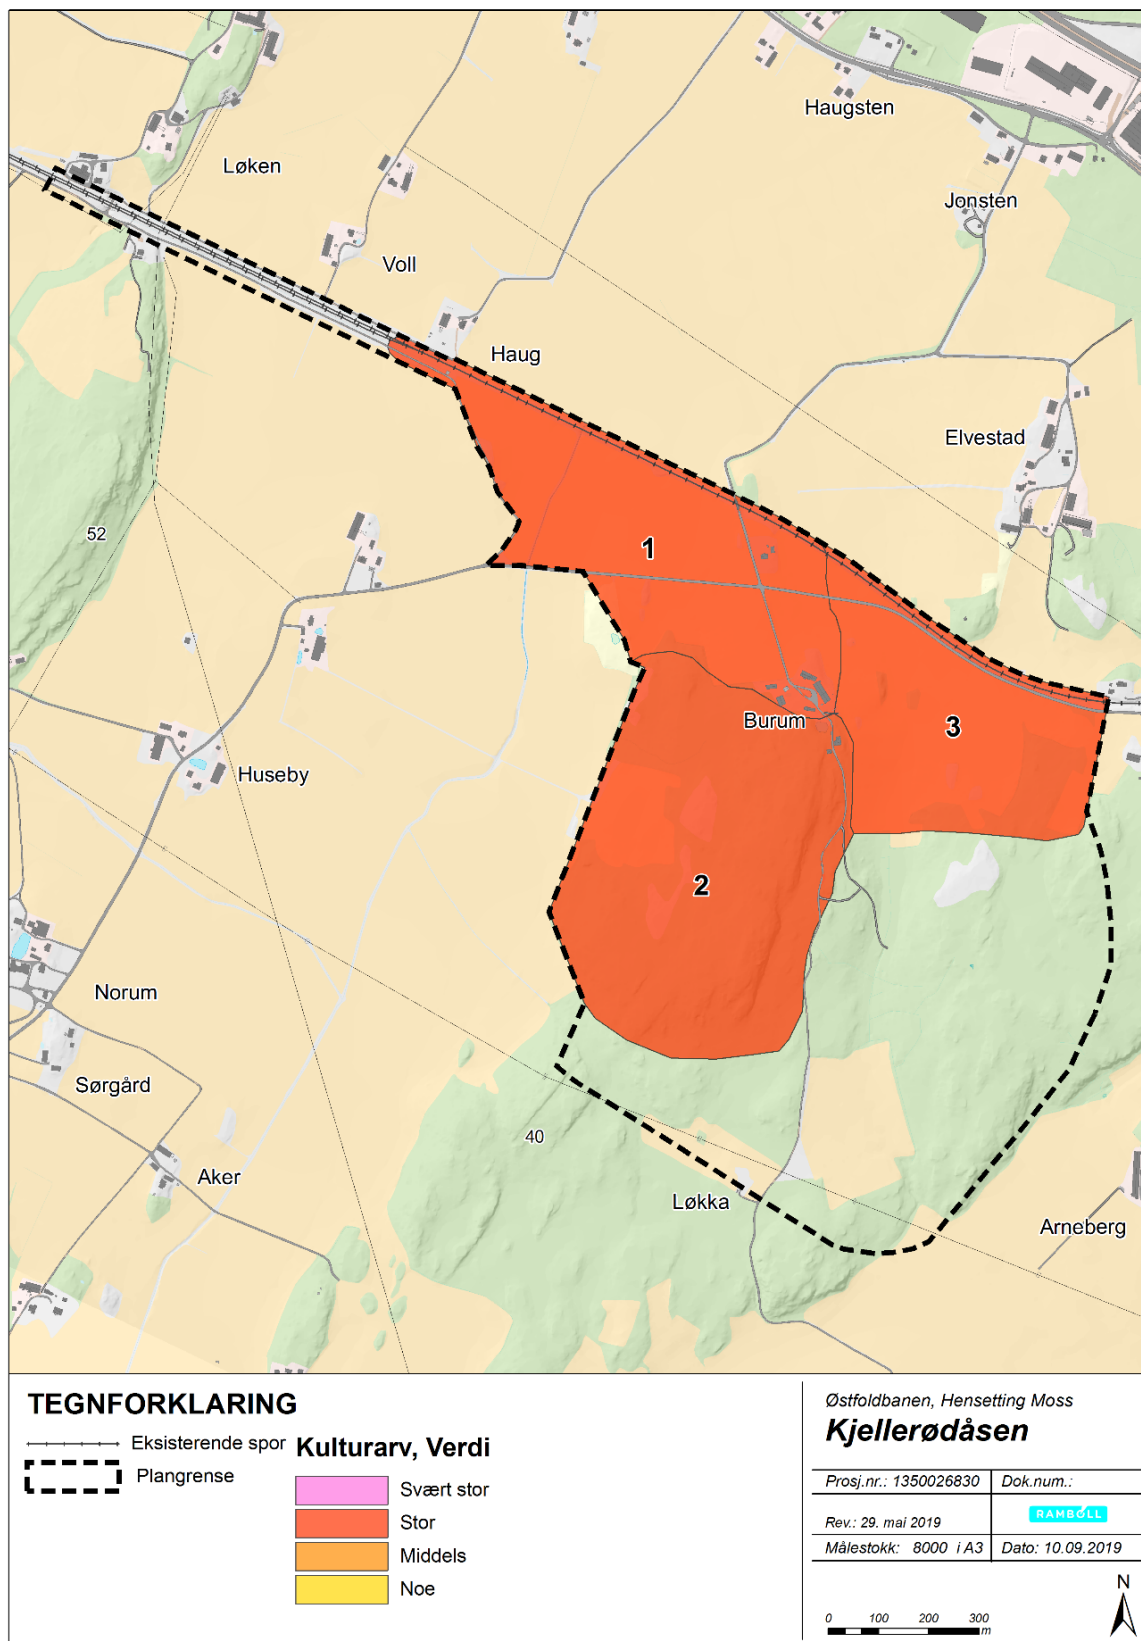 Haugsten
Løken
Jonsten
Voll
Haug
Elvestad
52
1
Burum
3
Huseby
2
Norum
Sørgård
40
Aker
Løkka
Arneberg
TEGNFORKLARING
Eksisterende spor
Plangrense
Kulturarv, Verdi
Svært stor
Stor
Middels
Noe
Østfoldbanen, Hensetting Moss
Kjellerødåsen
Prosj.nr.: 1350026830 Dok.num.:
RAMBOLL
Rev.: 29. mai 2019
Målestokk: 8000 i A3 Dato: 10.09.2019
N
0 100 200 300
m